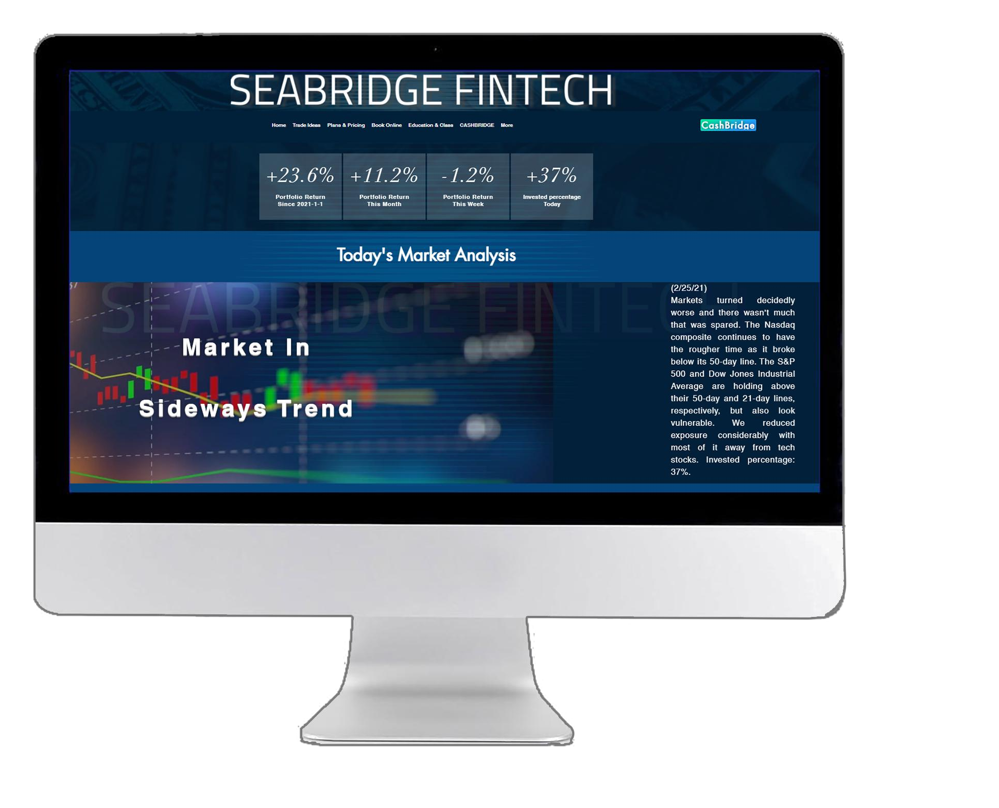 SEABRIDGE FINTECH
Home Trade Ideas Plans & Pricing Book Online Education & Class CASHBRIDGE More
CashBridge
+23.6%
Portfolio Return
Since 2021-1-1
+11.2%
Portfolio Return
This Month
-1.2%
Portfolio Return
This Week
+37%
Invested percentage
Today
Today's Market Analysis
SEABRIDGE FINTECH
Market In
Sideways Trend
(2/25/21)
Markets turned decidedly
worse and there wasn't much
that was spared. The Nasdaq
composite continues to have
the rougher time as it broke
below its 50-day line. The S&P
500 and Dow Jones Industrial
Average are holding above
their 50-day and 21-day lines,
respectively, but also look
vulnerable. We reduced
exposure considerably with
most of it away from tech
stocks. Invested percentage:
37%.